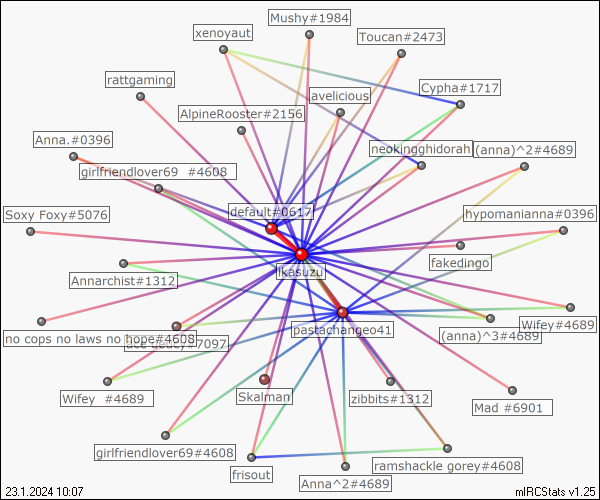 Mushy#1984
xenoyaut
Toucan#2473
rattgaming
Cypha#1717
lavelicious
AlpineRooster#2156
Anna.#0396
neokingghidorah
(anna)^2#4689
girlfriendlover69 #4608
default#0617
Soxy Foxy#5076
hypomanianna#0396
fakedingo
ikasuzu
Annarchist#1312
pastachangeo41
Wifey#4689
no cops no laws no hope#4608
(anna)^3#4689
#7097
Wifey #4689
Skalman
zibbits#1312
Mad #6901
girlfriendlover69#4608
frisout
ramshackle gorey#4608
Anna^2#4689
23.1.2024 10:07
mIRCStats v1.25